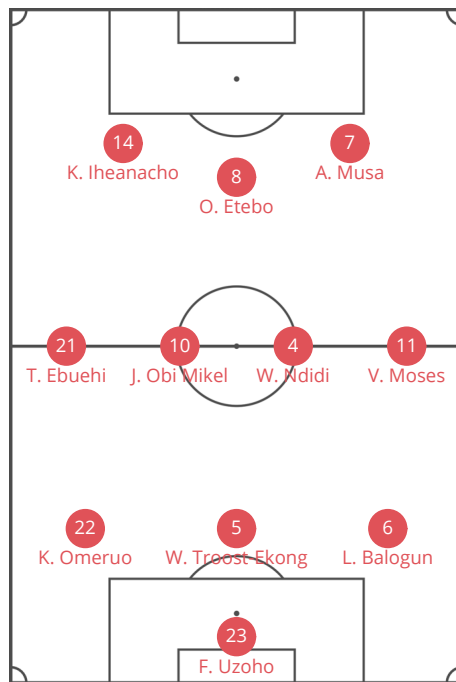 14
K. Iheanacho
7
A. Musa
8
O. Etebo
21
T. Ebuehi
10
J. Obi Mikel
4
W. Ndidi
11
V. Moses
22
K. Omeruo
5
W. Troost-Ekong
6
L. Balogun
23
F. Uzoho